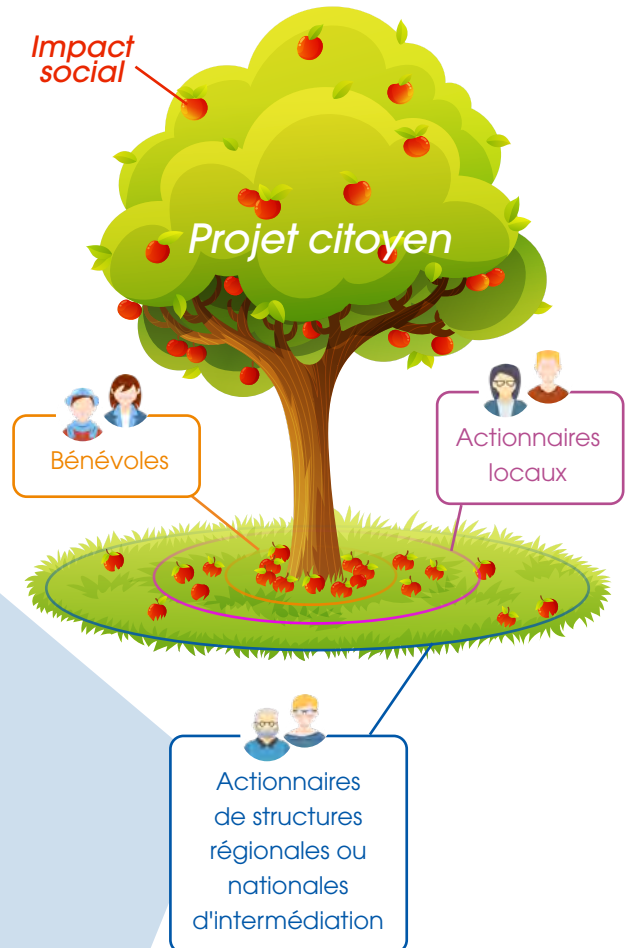 Impact
social
Projet citoyen
Bénévoles
Actionnaires
locaux
Actionnaires
de structures
régionales ou
nationales
d'intermédiation